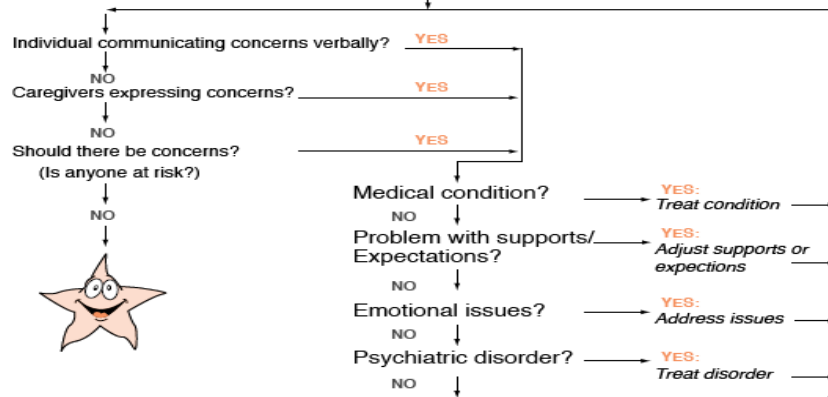 Individual communicating concerns verbally? YES
NO
Caregivers expressing concerns? YES
NO
Should there be concerns? YES
(Is anyone at risk?)
NO
Medical condition? YES:
Treat condition
NO
Problem with supports/ YES:
Expectations? Adjust supports or
expections
NO
Emotional issues? YES:
Address issues
NO
Psychiatric disorder? YES:
Treat disorder
NO